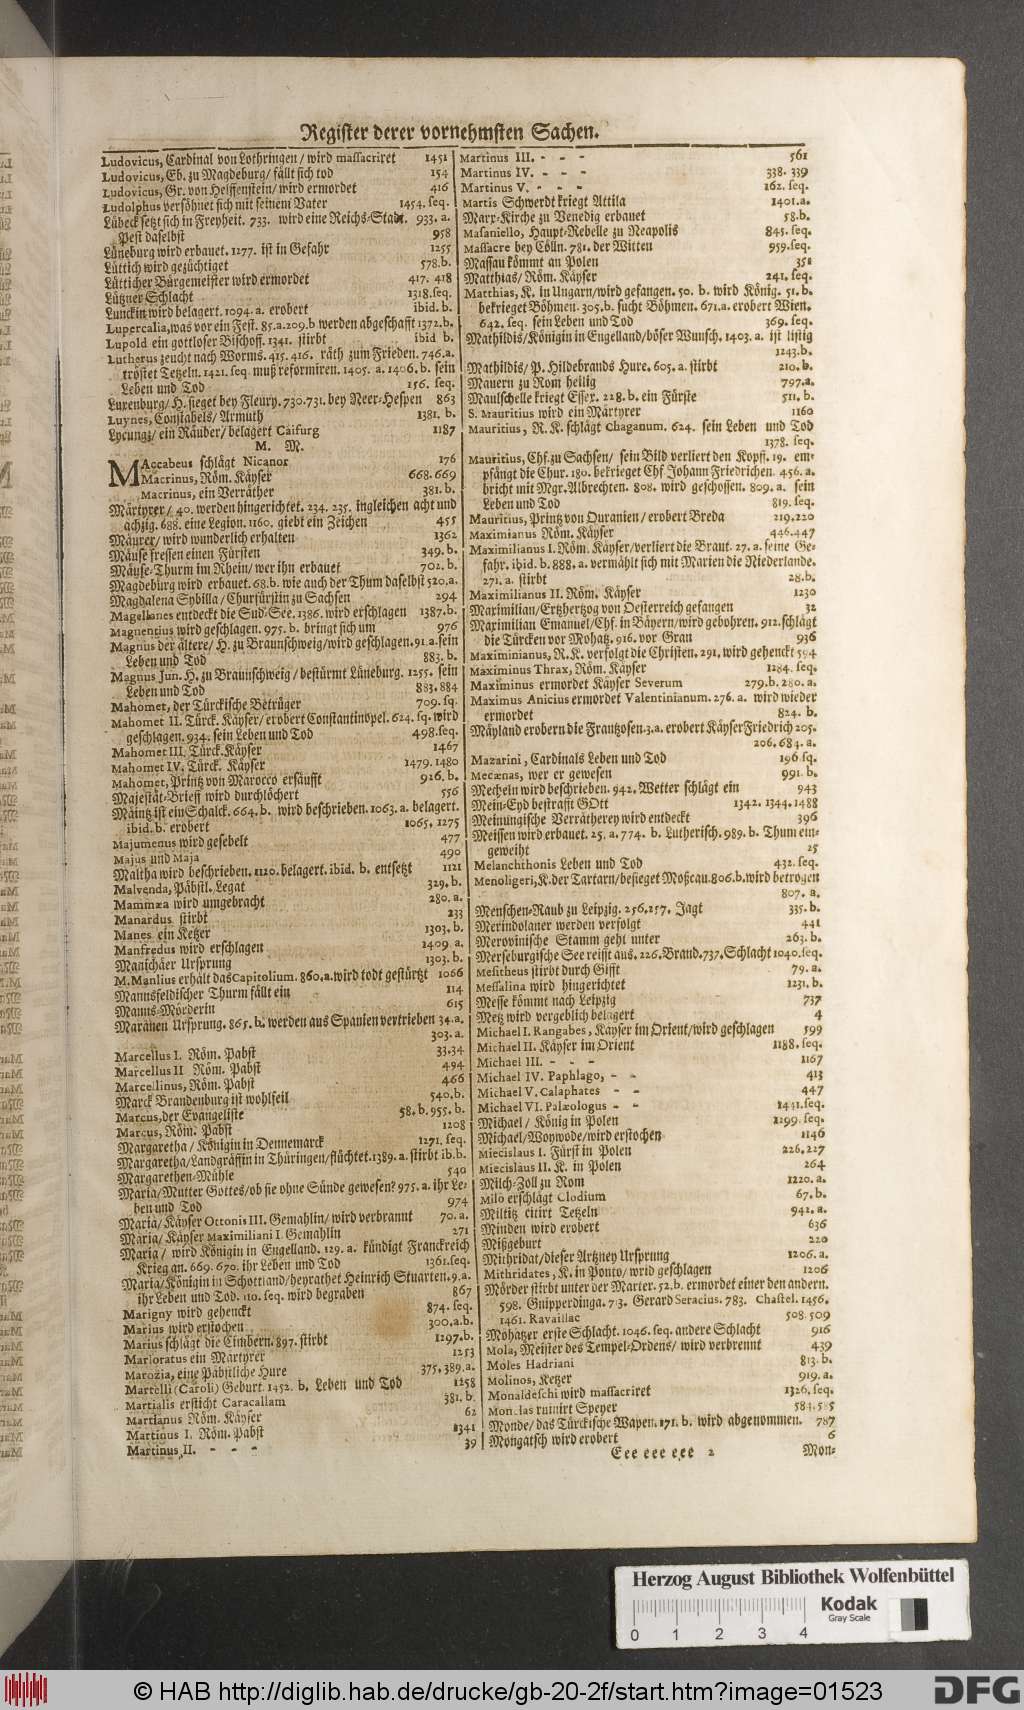 Register derer vornehmsten Sachen.
Ludovicus, Cardinal von Lothringen / wird massacriret 1451
Ludovicus, Eb. zu Magdeburg / fällt sich tod 154
Ludovicus, Gr. von Helffenstein / wird ermordet 416
Ludolphus versöhnet sich mit seinem Vater 1454. seq.
Lübeck setzt sich in Freyheit. 733. wird eine Reichs-Stadt. 933. a.
Pest daselbst 958
Lüneburg wird erbauet. 1277. ist in Gefahr 1255
Lüttich wird gezüchtiget 578. b.
Lütticher Bürgemeister wird ermordet 417. 418
Lützner Schlacht 1318. seq.
Lunckin wird belagert. 1094. a. erobert ibid. b.
Lupercalia, was vor ein Fest. 85. a. 209. b werden abgeschafft 1372. b.
Lupold ein gottloser Bischoff. 1341. stirbt ibid b.
Lutherus zeucht nach Worms. 415. 416. räth zum Frieden. 746. a.
tröstet Tetzeln. 1421. seq. muß reformiren. 1405. a. 1406. b. sein
Leben und Tod 156. seq.
Luxenburg / H. sieget bey Fleury. 730. 731. bey Neer-Hespen 863
Luynes, Constabels / Armuth 1381. b.
Lycungz / ein Räuder / belagert Caifurg 1187
M. M.
MAccabeus schlägt Nicanor 176
Macrinus, Röm. Käyser 668. 669
Macrinus, ein Verräther 381. b.
Märtyrer / 40. werden hingerichtet. 234. 235. ingleichen acht und
achzig. 688. eine Legion. 1160. giebt ein Zeichen 455
Mäurer / wird wunderlich erhalten 1362
Mäuse fressen einen Fürsten 349. b.
Mäuse-Thurm im Rhein / wer ihn erbauet 702. b.
Magdeburg wird erbauet. 68. b. wie auch der Thum daselbst 520. a.
Magdalena Sybilla / Churfürstin zu Sachsen 294
Magellanes entdeckt die Sud-See. 1386. wird erschlagen 1387. b.
Magnentius wird geschlagen. 975. b. bringt sich um 976
Magnus der ältere / H. zu Braunschweig / wird geschlagen. 91. a. sein
Leben und Tod 883. b.
Magnus Jun. H. zu Braunschweig / bestürmt Lüneburg. 1255. sein
Leben und Tod 883. 884
Mahomet, der Türckische Betrüger 709. sq.
Mahomet II. Türck. Käyser / erobert Constantinopel. 624. sq. wird
geschlagen. 934. sein Leben und Tod 498. seq.
Mahomet III. Türck. Käyser 1467
Mahomet IV. Türck. Käyser 1479. 1480
Mahomet, Printz von Marocco ersäufft 926. b.
Majestät-Brieff wird durchlöchert 556
Mäintz ist ein Schalck. 664. b. wird beschrieben. 1063. a. belagert.
ibid. b. erobert 1065. 1275
Majumenus wird gesebelt 477
Majus und Maja 490
Maltha wird beschrieben. 1120. belagert. ibid. b. entsetzt 1121
Malvenda, Päbstl. Legat 329. b.
Mammæa wird umgebracht 280. a.
Manardus stirbt 233
Manes ein Ketzer 1303. b.
Manfredus wird erschlagen 1409 a.
Manichäer Ursprung 1303. b.
M. Manlius erhält das Capitolium. 860. a. wird todt gestürtzt 1066
Mannsfeldischer Thurm fällt ein 114
Manns-Mörderin 615
Maranen Ursprung. 865. b. werden aus Spanien vertrieben 34. a.
303. a.
Marcellus I. Röm. Pabst 33. 34
Marcellus II Röm. Pabst 494
Marcellinus, Röm. Pabst 466
Marck Brandenburg ist wohlfeil 540. b.
Marcus, der Evangeliste 58. b. 955. b.
Marcus, Röm. Pabst 1208
Margaretha / Königin in Dennemarck 1271. seq.
Margaretha / Landgräffin in Thüringen / flüchtet. 1389. a. stirbt ib. b.
Margarethen-Mühle 540
Maria / Mutter Gottes / ob sie ohne Sünde gewesen? 975. a. ihr Le-
ben und Tod 974
Maria / Käyser Ottonis III. Gemahlin / wird verbrannt 70. a.
Maria / Käyser Maximiliani I. Gemahlin 271
Maria / wird Königin in Engelland. 129. a. kündigt Franckreich
Krieg an. 669. 670. ihr Leben und Tod 1361. seq.
Maria / Königin in Schottland / heyrathet Heinrich Stuarten. 9. a.
ihr Leben und Tod. 110. seq. wird begraben 867
Marigny wird gehenckt 874. seq.
Marius wird erstochen 300. a. b.
Marius schlägt die Cimbern. 897. stirbt 1297. b.
Marloratus ein Märtyrer 1253
Marozia, eine Päbstliche Hure 375. 389. a.
Martelli (Caroli) Geburt. 1452. b. Leben und Tod 1258
Martialis ersticht Caracallam 381. b.
Martianus Röm. Käyser 62
Martinus I. Röm. Pabst 1341
Martinus II. - - - 39
Martinus III. - - - 561
Martinus IV. - - - 338. 339
Martinus V. - - - 162. seq.
Martis Schwerdt kriegt Attila 1401. a.
Marx-Kirche zu Venedig erbauet 58. b.
Masaniello, Haupt-Rebelle zu Neapolis 845. seq.
Massacre bey Cölln. 781. der Witten 959. seq.
Massau kömmt an Polen 351
Matthias / Röm. Käyser 241. seq.
Matthias, K. in Ungarn / wird gefangen. 50. b. wird König. 51. b.
bekrieget Böhmen. 305. b. sucht Böhmen. 671. a. erobert Wien.
642. seq. sein Leben und Tod 369. seq.
Mathildis / Königin in Engelland / böser Wunsch. 1403. a. ist listig
1243. b.
Mathildis / P. Hildebrands Hure. 605. a. stirbt 210. b.
Mauern zu Rom heilig 797. a.
Maulschelle kriegt Essex. 228. b. ein Fürste 511. b.
S. Mauritius wird ein Märtyrer 1160
Mauritius, R. K. schlägt Chaganum. 624. sein Leben und Tod
1378. seq.
Mauritius, Chf. zu Sachsen / sein Bild verliert den Kopff. 19. em-
pfängt die Chur. 180. bekrieget Chf. Johann Friedrichen. 456. a.
bricht mit Mgr. Albrechten. 808. wird geschossen. 809. a. sein
Leben und Tod 819. seq.
Mauritius, Printz von Ouranien / erobert Breda 219. 220
Maximianus Röm. Käyser 446. 447
Maximilianus I. Röm. Käyser / verliert die Braut. 27. a. seine Ge-
fahr. ibid. b. 888. a. vermählt sich mit Marien die Niederlande.
271. a. stirbt 28. b.
Maximilianus II. Röm. Käyser 1230
Maximilian / Ertzhertzog von Oesterreich gefangen 32
Maximilian Emanuel / Chf. in Bäyern / wird gebohren. 912. schlägt
die Türcken vor Mohatz. 916. vor Gran 936
Maximinianus, R. K. verfolgt die Christen. 291. wird gehenckt 594
Maximinus Thrax, Röm. Käyser 1284. seq.
Maximinus ermordet Käyser Severum 279. b. 280. a.
Maximus Anicius ermordet Valentinianum. 276. a. wird wieder
ermordet 824. b.
Mäyland erobern die Frantzosen. 3. a. erobert Käyser Friedrich 205.
206. 684. a.
Mazarini, Cardinals Leben und Tod 196 sq.
Mecænas, wer er gewesen 991. b.
Mecheln wird beschrieben. 942. Wetter schlägt ein 943
Mein-Eyd bestrafft GOtt 1342. 1344. 1488
Meinungische Verrätherey wird entdeckt 396
Meissen wird erbauet. 25. a. 774. b. Lutherisch. 989. b. Thum ein-
geweiht 25
Melanchthonis Leben und Tod 432. seq.
Menoligeri, K. der Tartarn / besieget Moßcau. 806. b. wird betrogen
807. a.
Menschen-Raub zu Leipzig. 256. 257. Jagt 335. b.
Merindolaner werden verfolgt 441
Merovinische Stamm geht unter 263. b.
Merseburgische See reisst aus. 226. Brand. 737. Schlacht 1040. seq.
Mesitheus stirbt durch Gifft 79. a.
Messalina wird hingerichtet 1231. b.
Messe kömmt nach Leipzig 737
Metz wird vergeblich belagert 4
Michael I. Rangabes, Käyser im Orient / wird geschlagen 599
Michael II. Käyser im Orient 1188. seq.
Michael III. - - - 1167
Michael IV. Paphlago, - - 413
Michael V. Calaphates - - 447
Michael VI. Palæologus - - 1441. seq.
Michael / König in Polen 1299. seq.
Michael / Woywode / wird erstochen 1146
Miecislaus I. Fürst in Polen 226. 227
Miecislaus II. K. in Polen 264
Milch-Zoll zu Rom 1220. a.
Milo erschlägt Clodium 67. b.
Miltitz citirt Tetzeln 942. a.
Minden wird erobert 636
Mißgeburt 220
Mithridat / dieser Artzney Ursprung 1206. a.
Mithridates, K. in Ponto / wrid geschlagen 1206
Mörder stirbt unter der Marter. 52. b. ermordet einer den andern.
598. Gnipperdinga. 713. Gerard Seracius. 783. Chastel. 1456.
1461. Ravaillac 508. 509
Mohatzer erste Schlacht. 1046. seq. andere Schlacht 916
Mola, Meister des Tempel-Ordens / wird verbrennt 439
Moles Hadriani 813. b.
Molinos, Ketzer 919. a.
Monaldeschi wird massacriret 1326. seq.
Monclas ruinirt Speyer 584. 585
Monde / das Türckische Wapen. 171. b. wird abgenommen. 787
Mongatsch wird erobert 6
Eee eee eee 2 Mon-
Herzog August Bibliothek Wolfenbüttel
Kodak
Gray Scale
0 1 2 3 4
© HAB http://diglib.hab.de/drucke/gb-20-2f/start.htm?image=01523
DFG